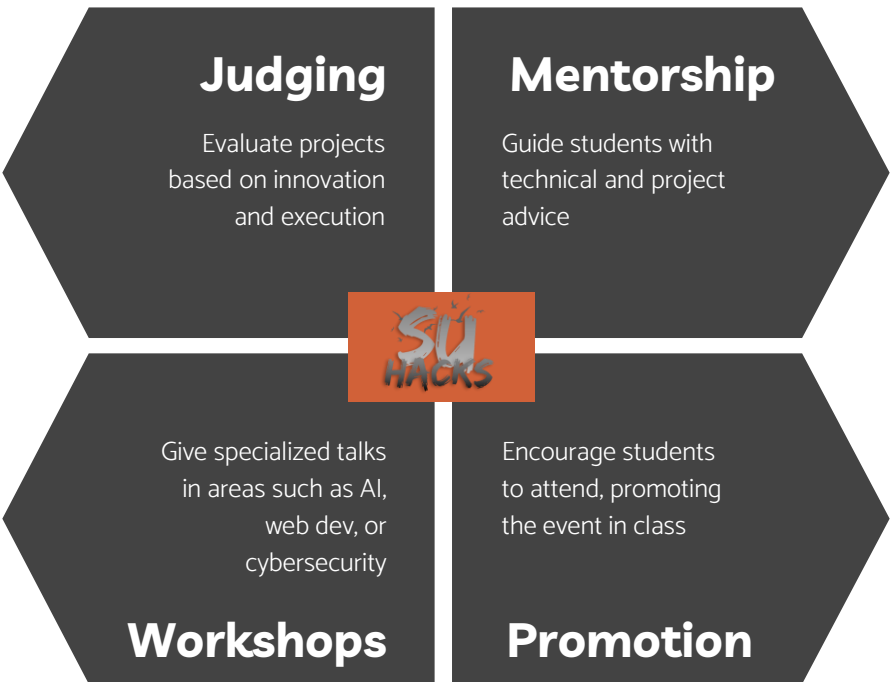 Judging
Evaluate projects
based on innovation
and execution
Mentorship
Guide students with
technical and project
advice
SU
HACKS
Give specialized talks
in areas such as AI,
web dev, or
cybersecurity
Workshops
Encourage students
to attend, promoting
the event in class
Promotion